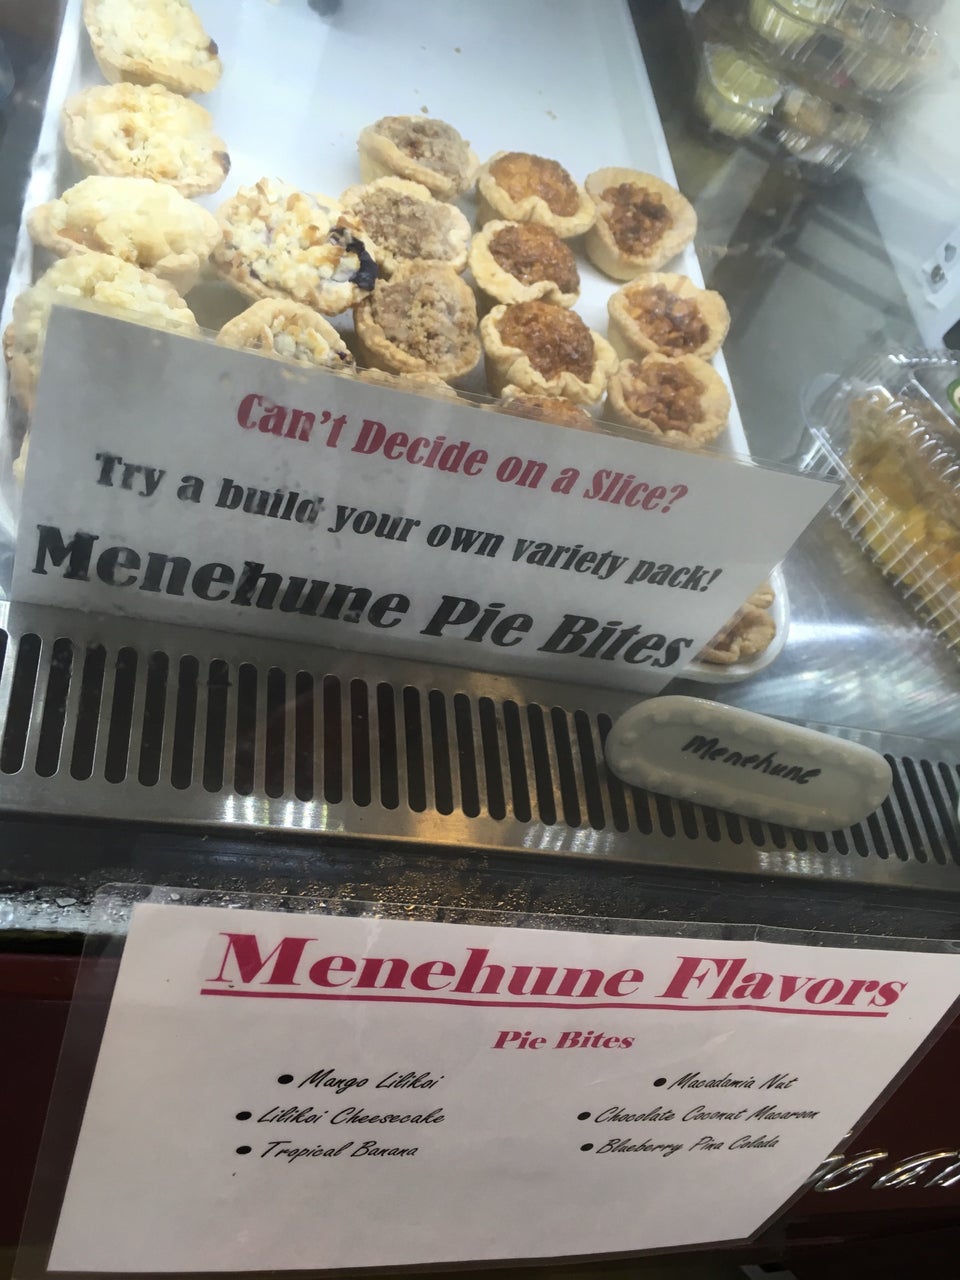 Can't Decide on a Slice?
Try a build your own variety pack!
Menehune Pie Bites
Menehune
Menehune Flavors
Pie Bites
● Mango Lilikoi
● Lilikoi Cheesecake
● Tropical Banana
● Macadamia Nut
● Chocolate Coconut Macaroon
● Blueberry Pina Colada